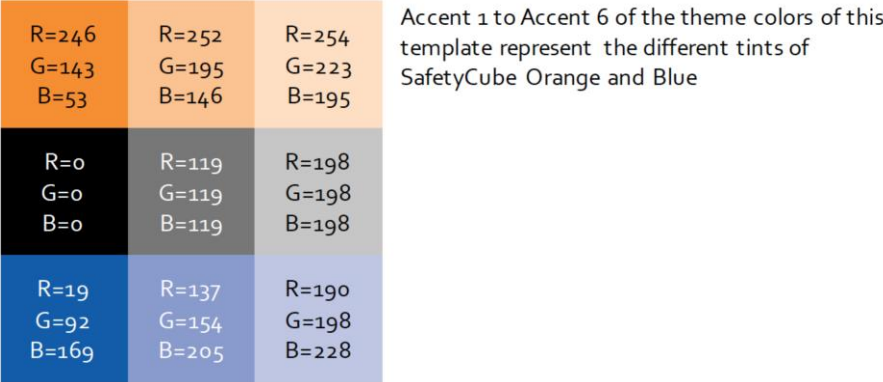 R=246
G=143
B=53
R=252
G=195
B=146
R=254
G=223
B=195
Accent 1 to Accent 6 of the theme colors of this
template represent the different tints of
SafetyCube Orange and Blue
R=0
G=0
B=0
R=119
G=119
B=119
R=198
G=198
B=198
R=19
G=92
B=169
R=137
G=154
B=205
R=190
G=198
B=228